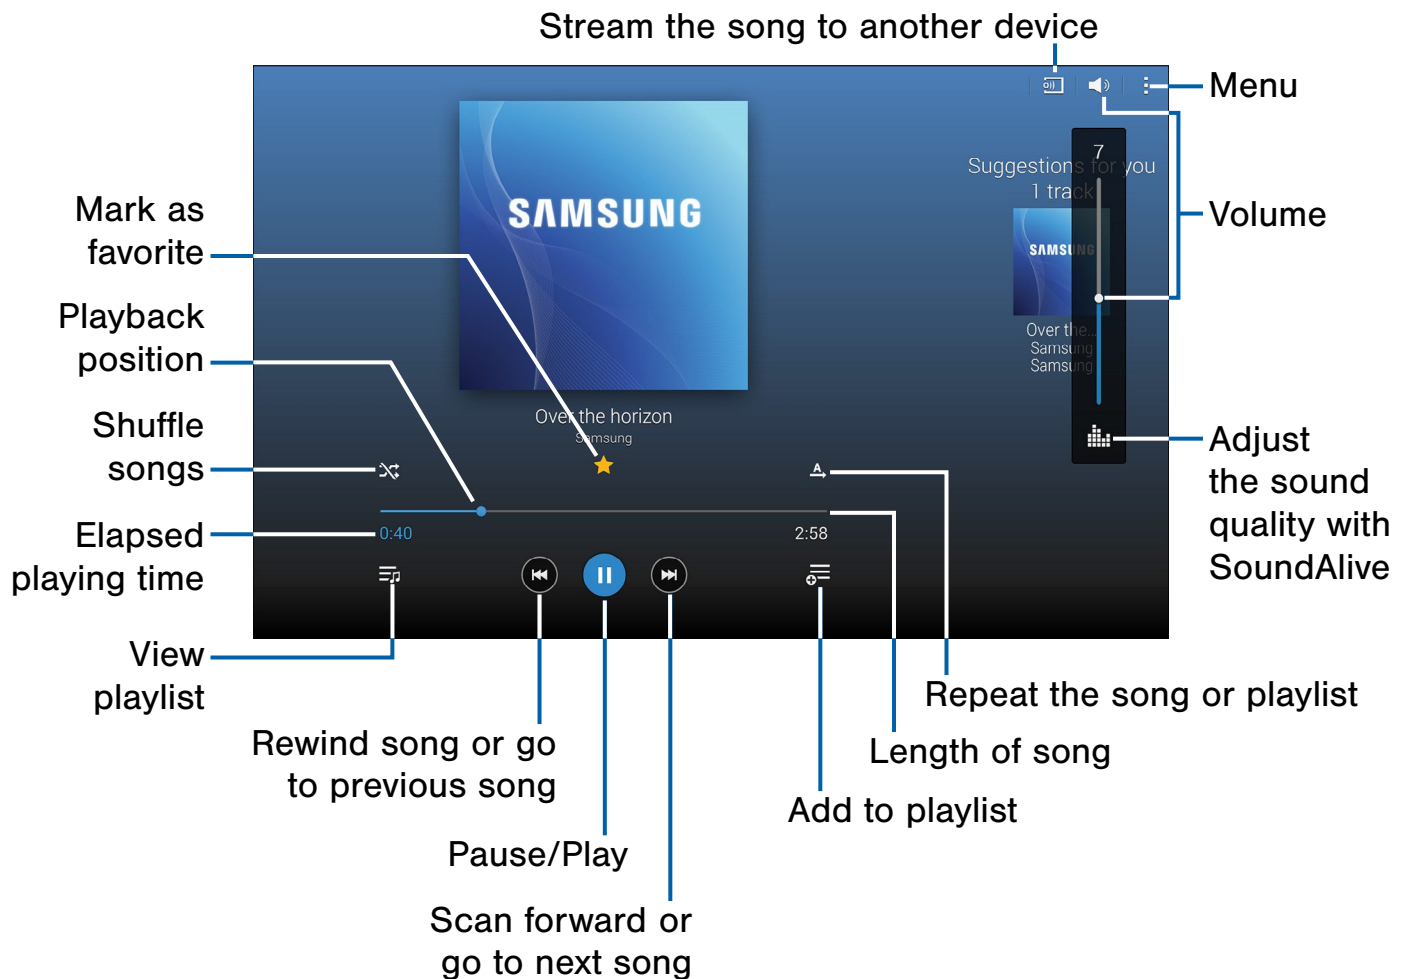 Stream the song to another device
Menu
7
Suggestions for you
1 track
SAMSUNG
Mark as
favorite
Volume
SAMSUNG
Playback
position
Over the...
Samsung
Samsung
Over the horizon
Samsung
Shuffle
songs
Adjust
the sound
quality with
SoundAlive
A
Elapsed
playing time
0:40
2:58
View
playlist
Repeat the song or playlist
Rewind song or go
to previous song
Length of song
Add to playlist
Pause/Play
Scan forward or
go to next song